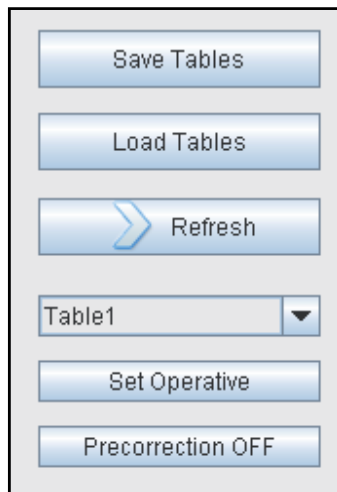 Save Tables
Load Tables
Refresh
Table1
Set Operative
Precorrection OFF